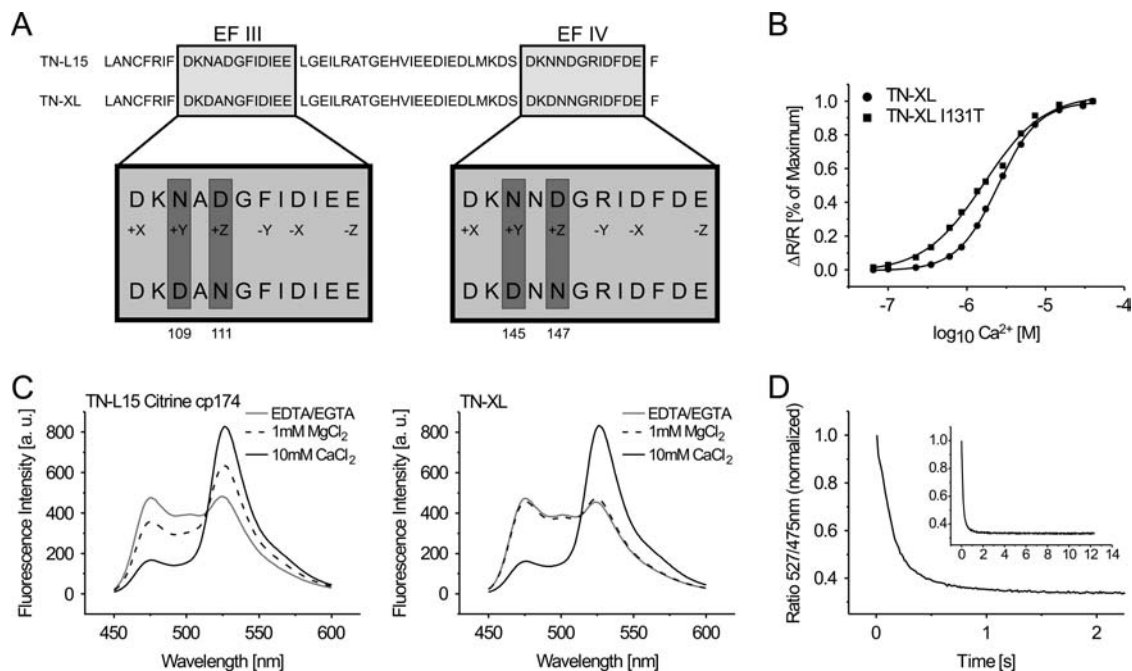 A
EF III
EF IV
TN-L15 LANCFRIF DKNADGFIDIEE LGEILRATGEHVIEEDIEDLMKDS DKNNDGRIDFDE F
TN-XL LANCFRIF DKDANGFIDIEE LGEILRATGEHVIEEDIEDLMKDS DKDNNGRIDFDE F
D K N A D G F I D I E E
+X +Y +Z -Y -X -Z
D K D A N G F I D I E E
109 111
D K N N D G R I D F D E
+X +Y +Z -Y -X -Z
D K D N N G R I D F D E
145 147
B
TN-XL
TN-XL I131T
ΔR/R [% of Maximum]
1.0
0.8
0.6
0.4
0.2
0.0
-7 -6 -5 -4
log10 Ca2+ [M]
C
TN-L15 Citrine cp174
EDTA/EGTA
1mM MgCl2
10mM CaCl2
Fluorescence Intensity [a. u.]
800
600
400
200
0
450 500 550 600
Wavelength [nm]
TN-XL
EDTA/EGTA
1mM MgCl2
10mM CaCl2
Fluorescence Intensity [a. u.]
800
600
400
200
0
450 500 550 600
Wavelength [nm]
D
Ratio 527/475nm (normalized)
1.0
0.8
0.6
0.4
0 1 2
Time [s]
1.0
0.8
0.6
0.4
0 2 4 6 8 10 12 14